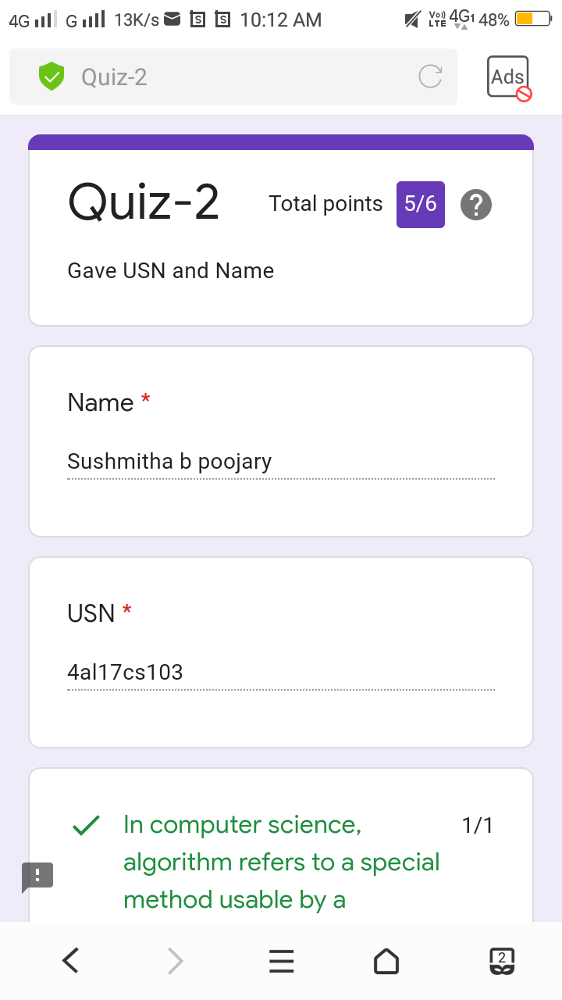 4G G 13K/s S S 10:12 AM Vo)) LTE 4G1 48%
Quiz-2 Ads
Quiz-2 Total points 5/6 ?
Gave USN and Name
Name *
Sushmitha b poojary
USN *
4al17cs103
In computer science, 1/1
algorithm refers to a special
method usable by a
!
2